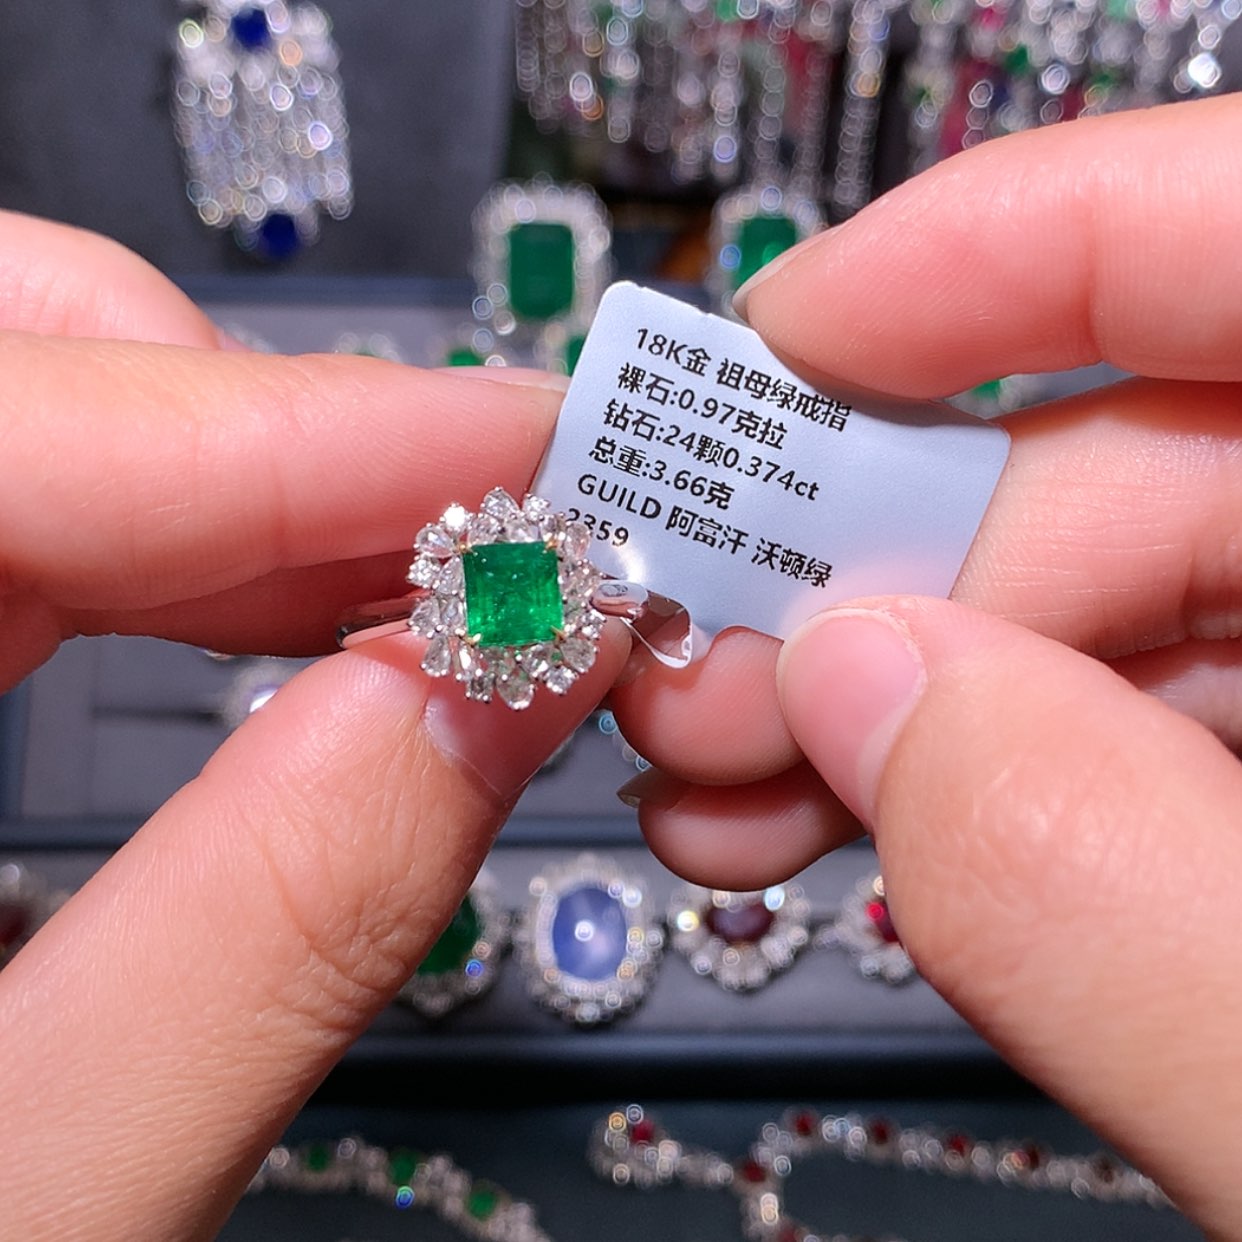 18K金 祖母绿戒指
裸石:0.97克拉
钻石:24颗0.374ct
总重:3.66克
GUILD 阿富汗 沃顿绿
2359